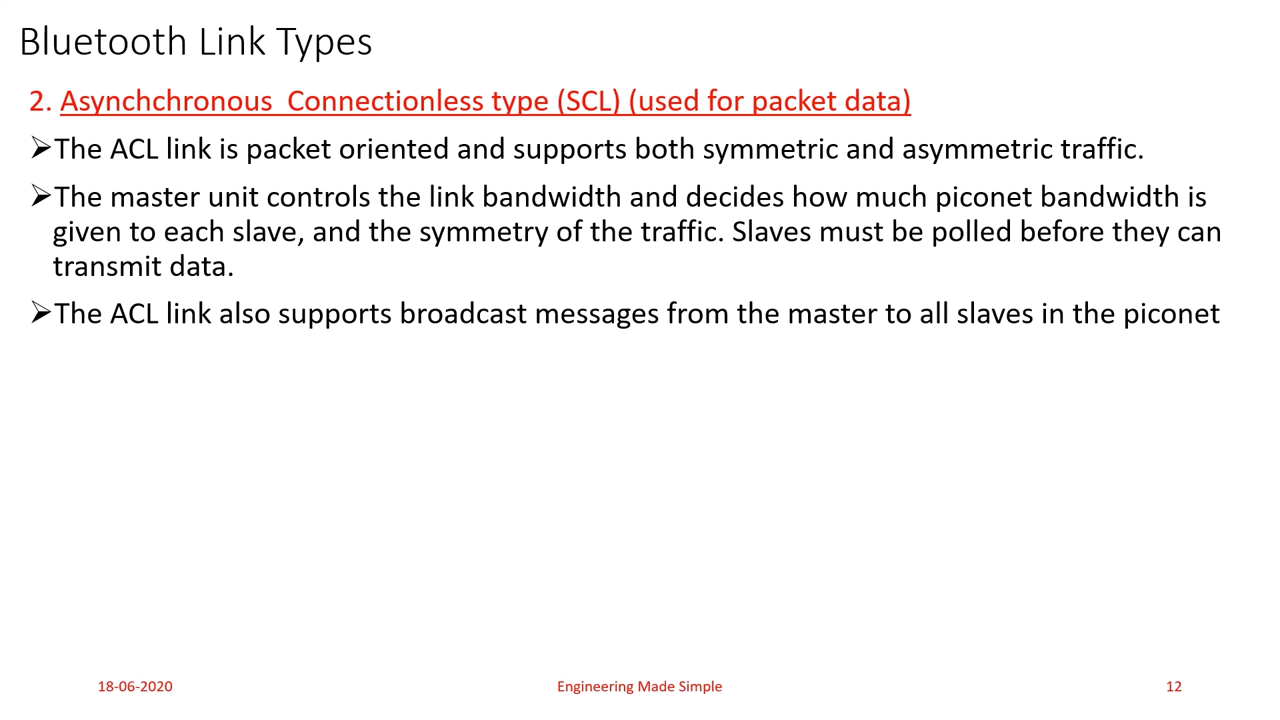 Bluetooth Link Types
2. Asynchchronous  Connectionless type (SCL) (used for packet data)
➢The ACL link is packet oriented and supports both symmetric and asymmetric traffic.
➢The master unit controls the link bandwidth and decides how much piconet bandwidth is
given to each slave, and the symmetry of the traffic. Slaves must be polled before they can
transmit data.
➢The ACL link also supports broadcast messages from the master to all slaves in the piconet
18-06-2020
Engineering Made Simple
12